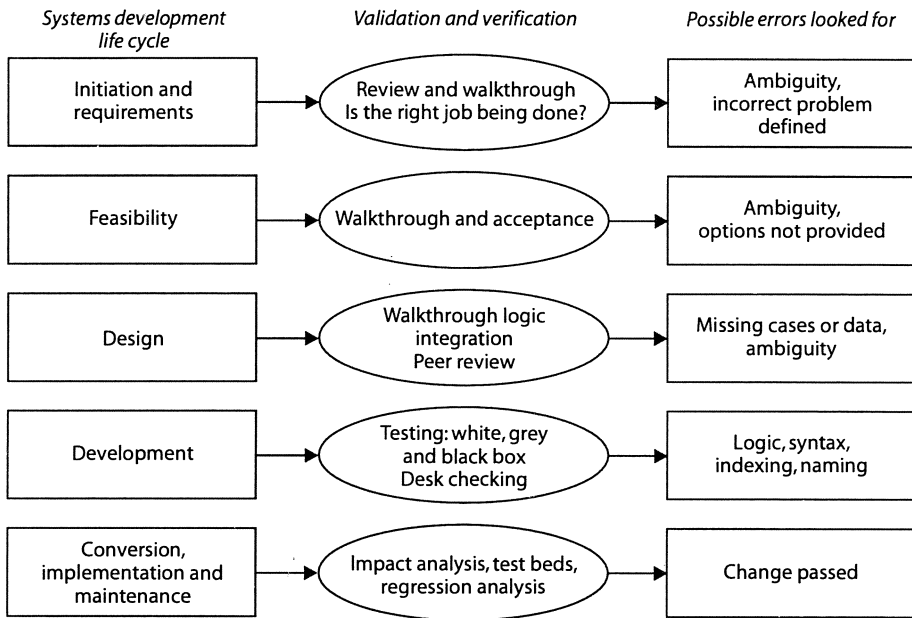 Systems development
life cycle
Validation and verification
Possible errors looked for
Initiation and
requirements
Review and walkthrough
Is the right job being done?
Ambiguity,
incorrect problem
defined
Feasibility
Walkthrough and acceptance
Ambiguity,
options not provided
Design
Walkthrough logic
integration
Peer review
Missing cases or data,
ambiguity
Development
Testing: white, grey
and black box
Desk checking
Logic, syntax,
indexing, naming
Conversion,
implementation and
maintenance
Impact analysis, test beds,
regression analysis
Change passed